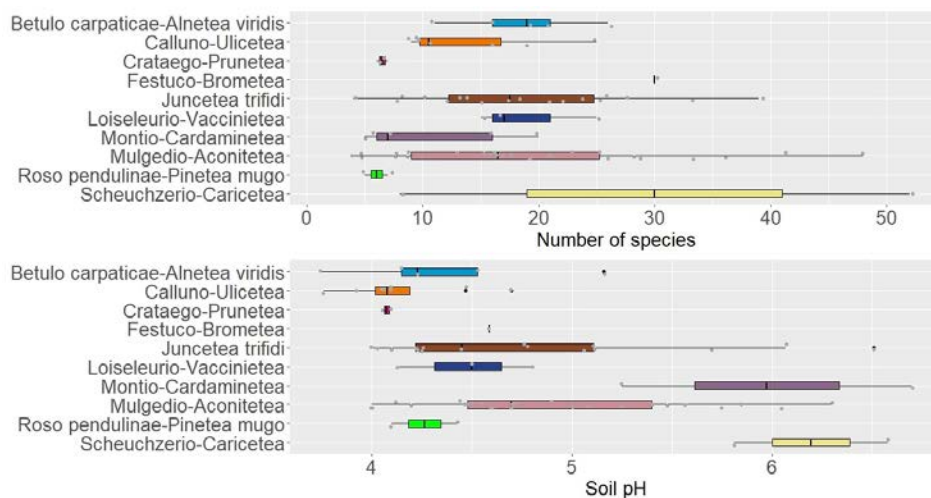 Betulo carpaticae-Alnetea viridis
Calluno-Ulicetea
Crataego-Prunetea
Festuco-Brometea
Juncetea trifidi
Loiseleurio-Vaccinietea
Montio-Cardaminetea
Mulgedio-Aconitetea
Roso pendulinae-Pinetea mugo
Scheuchzerio-Caricetea
0 10 20 30 40 50
Number of species
Betulo carpaticae-Alnetea viridis
Calluno-Ulicetea
Crataego-Prunetea
Festuco-Brometea
Juncetea trifidi
Loiseleurio-Vaccinietea
Montio-Cardaminetea
Mulgedio-Aconitetea
Roso pendulinae-Pinetea mugo
Scheuchzerio-Caricetea
4 5 6
Soil pH